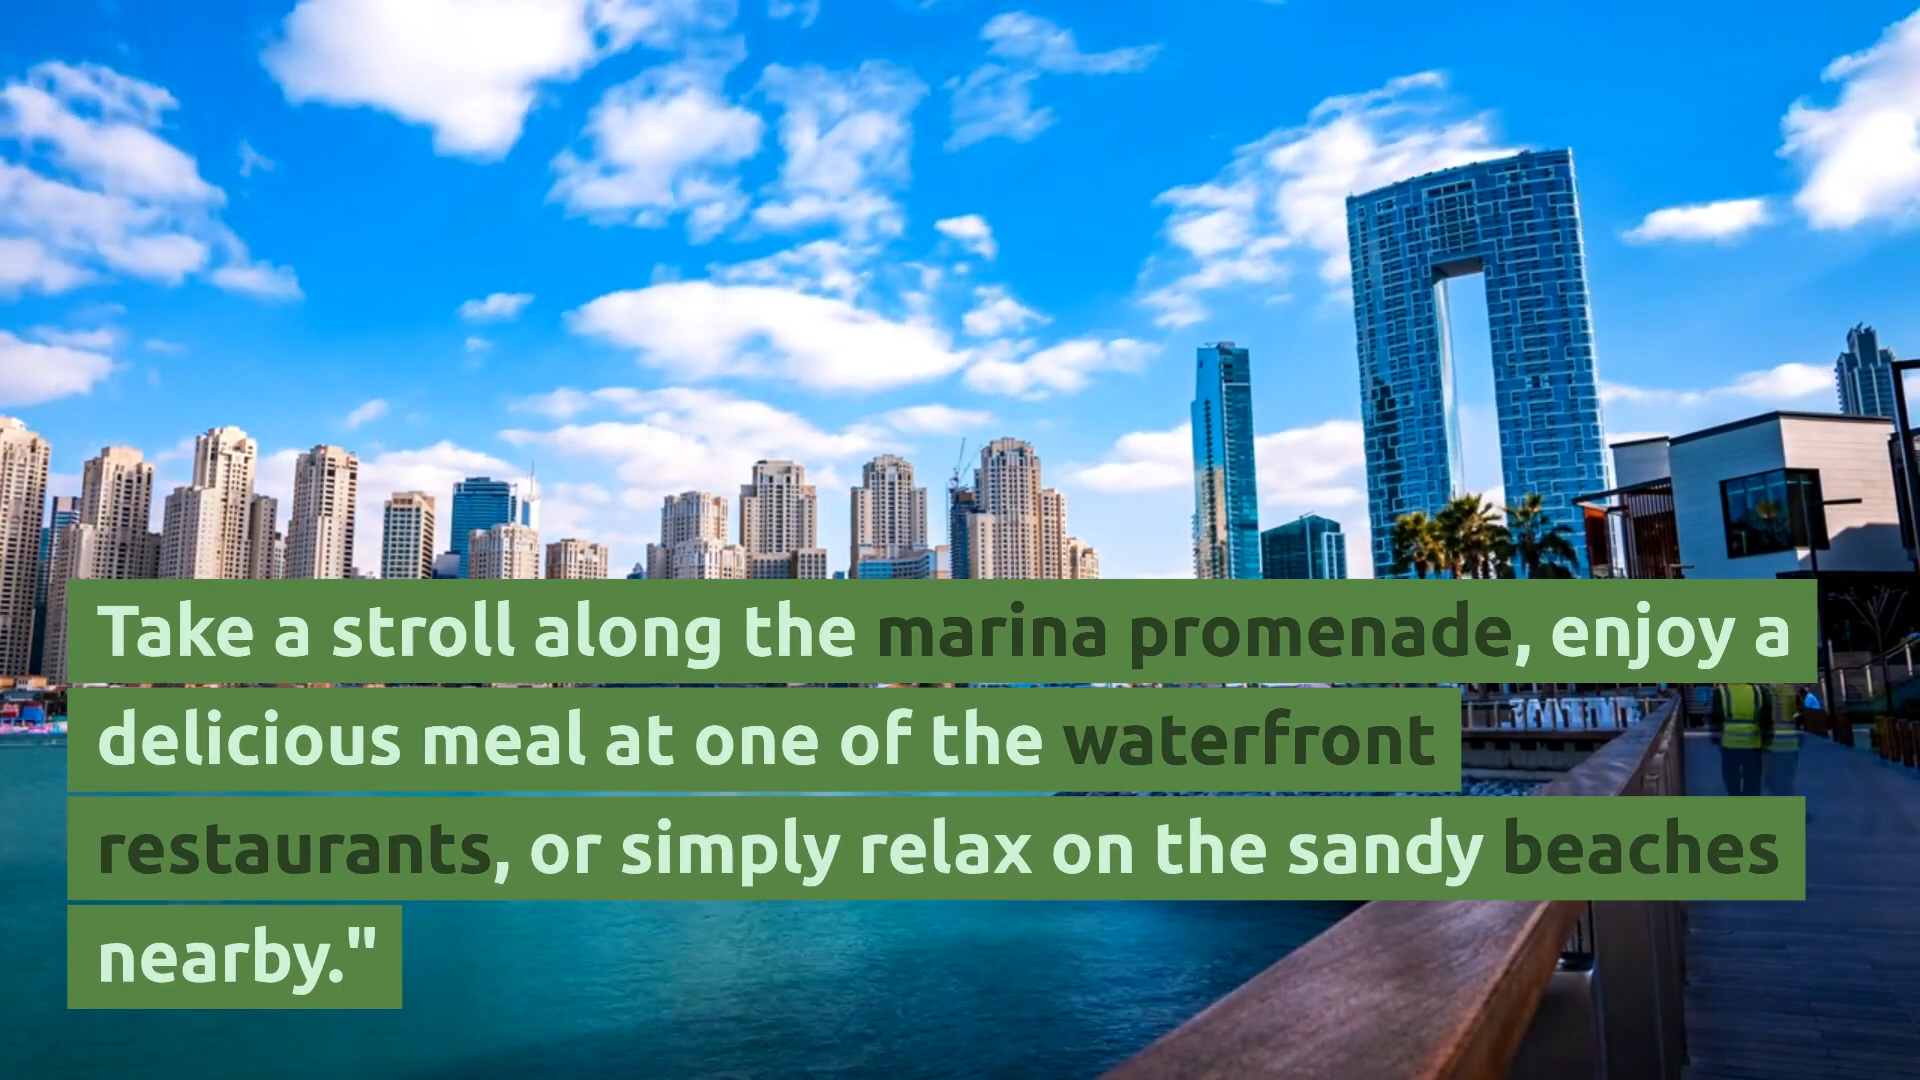 Take a stroll along the marina promenade, enjoy a
delicious meal at one of the waterfront
restaurants, or simply relax on the sandy beaches
nearby."